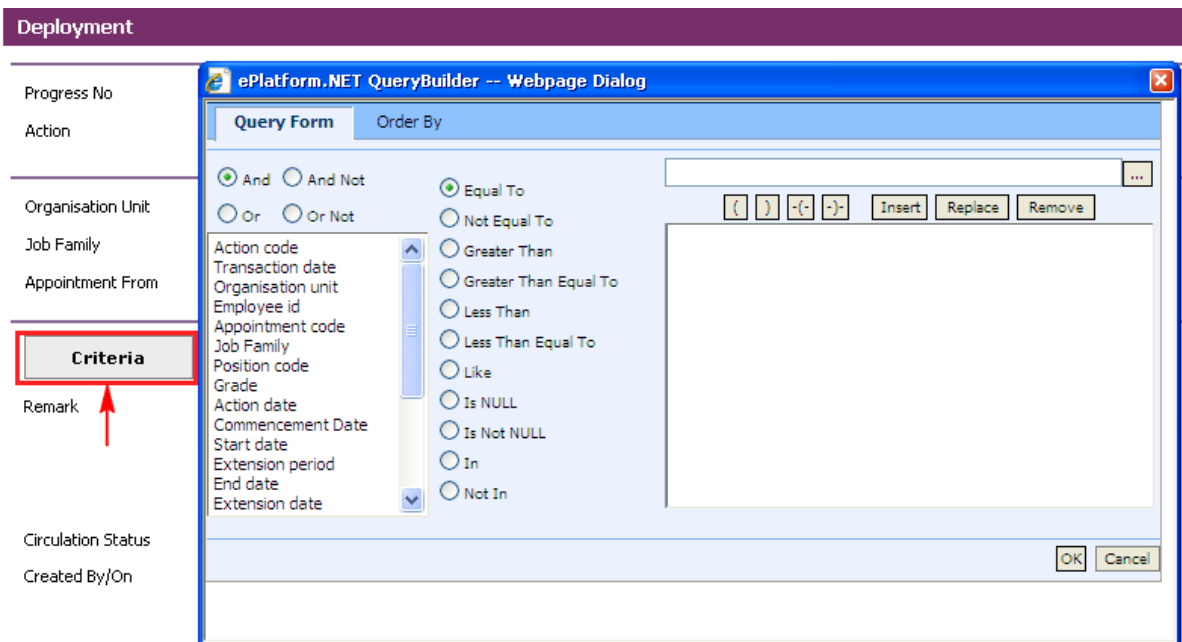 Deployment
Progress No
Action
Organisation Unit
Job Family
Appointment From
Criteria
Remark
Circulation Status
Created By/On
ePlatform.NET QueryBuilder -- Webpage Dialog
Query Form Order By
And And Not
Or Or Not
Action code
Transaction date
Organisation unit
Employee id
Appointment code
Job Family
Position code
Grade
Action date
Commencement Date
Start date
Extension period
End date
Extension date
Equal To
Not Equal To
Greater Than
Greater Than Equal To
Less Than
Less Than Equal To
Like
Is NULL
Is Not NULL
In
Not In
...
( ) -(- -)- Insert Replace Remove
OK Cancel